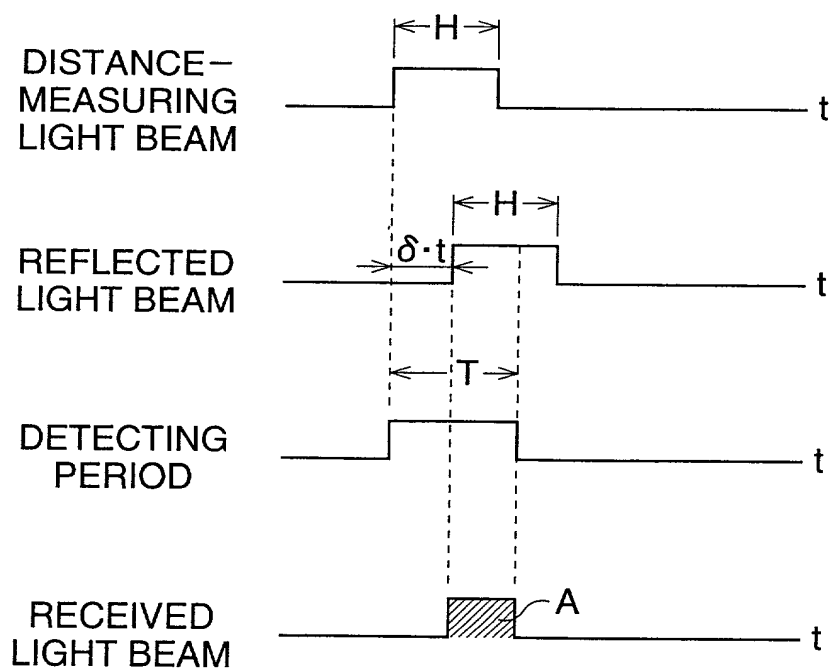 H
DISTANCE-
MEASURING
LIGHT BEAM
t
H
δ·t
REFLECTED
LIGHT BEAM
t
T
DETECTING
PERIOD
t
A
RECEIVED
LIGHT BEAM
t